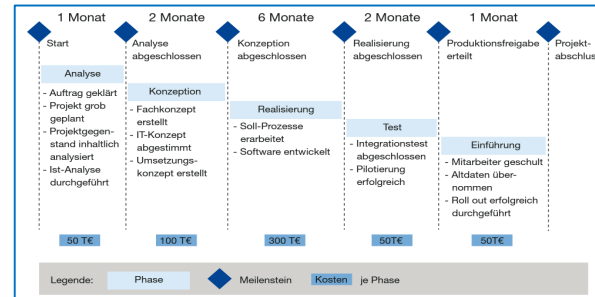 1 Monat
2 Monate
6 Monate
2 Monate
1 Monat
Start
Analyse
abgeschlossen
Konzeption
abgeschlossen
Realisierung
abgeschlossen
Produktionsfreigabe
erteilt
Projekt-
abschlus
Analyse
- Auftrag geklärt
- Projekt grob
geplant
- Projektgegen-
stand inhaltlich
analysiert
- Ist-Analyse
durchgeführt
Konzeption
- Fachkonzept
erstellt
- IT-Konzept
abgestimmt
- Umsetzungs-
konzept erstellt
Realisierung
- Soll-Prozesse
erarbeitet
- Software entwickelt
Test
- Integrationstest
abgeschlossen
- Pilotierung
erfolgreich
Einführung
- Mitarbeiter geschult
- Altdaten über-
nommen
- Roll out erfolgreich
durchgeführt
50 T€
100 T€
300 T€
50T€
50T€
Legende:
Phase
Meilenstein
Kosten je Phase